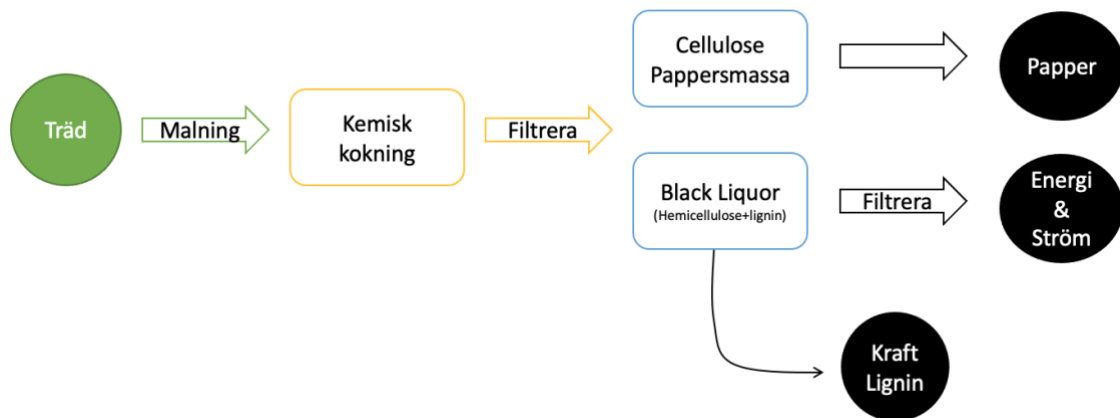 Träd
Malning
Kemisk
kokning
Filtrera
Cellulose
Pappersmassa
Papper
Black Liquor
(Hemicellulose+lignin)
Filtrera
Energi
&
Ström
Kraft
Lignin